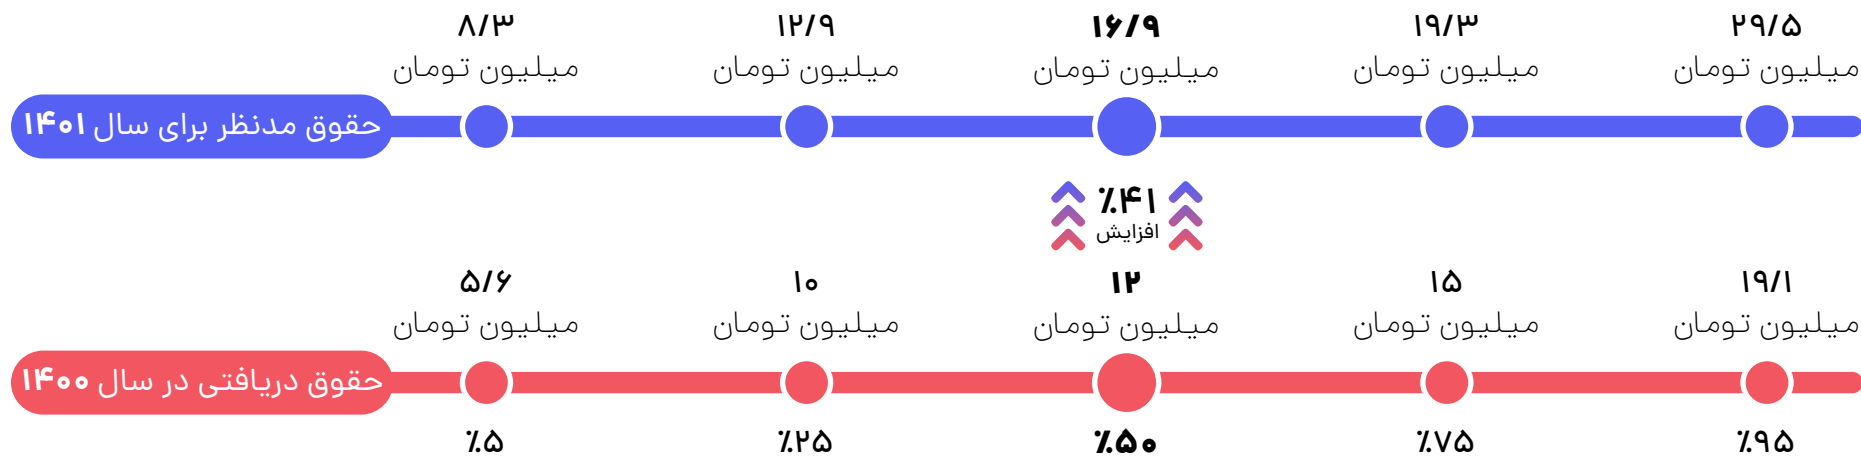 ۸/۳
میلیون تومان
۱۲/۹
میلیون تومان
۱۶/۹
میلیون تومان
۱۹/۳
میلیون تومان
۲۹/۵
میلیون تومان
حقوق مدنظر برای سال ۱۴۰۱
٪۴۱
افزایش
۵/۶
میلیون تومان
۱۰
میلیون تومان
۱۲
میلیون تومان
۱۵
میلیون تومان
۱۹/۱
میلیون تومان
حقوق دریافتی در سال ۱۴۰۰
٪۵
٪۲۵
٪۵۰
٪۷۵
٪۹۵